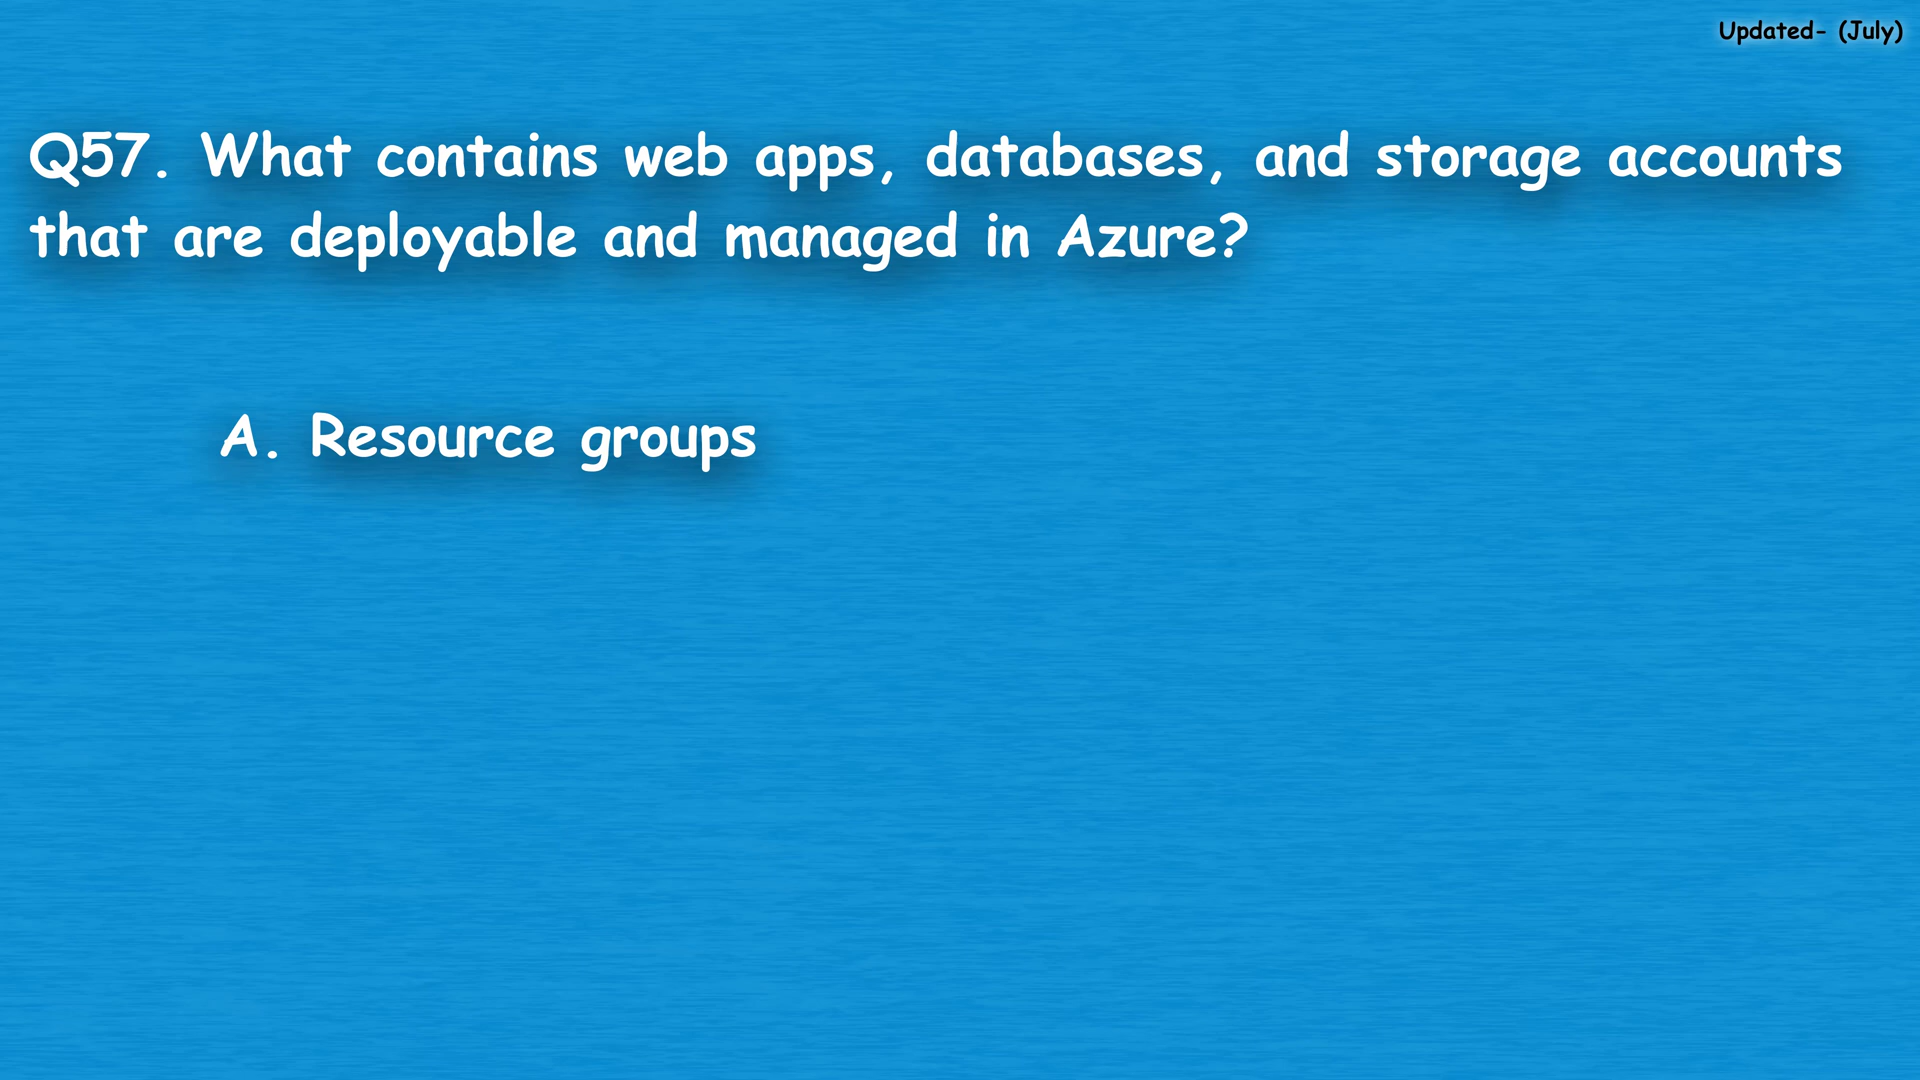 Updated- (July)
Q57. What contains web apps, databases, and storage accounts
that are deployable and managed in Azure?
A. Resource groups